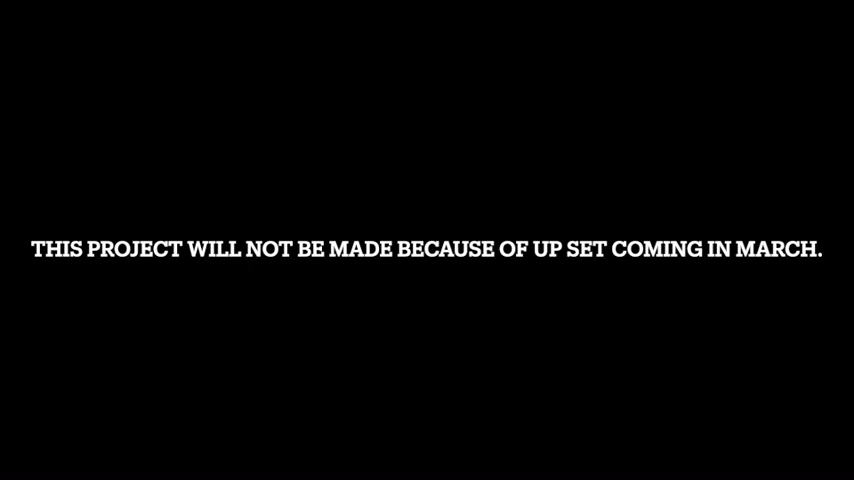 THIS PROJECT WILL NOT BE MADE BECAUSE OF UP SET COMING IN MARCH.